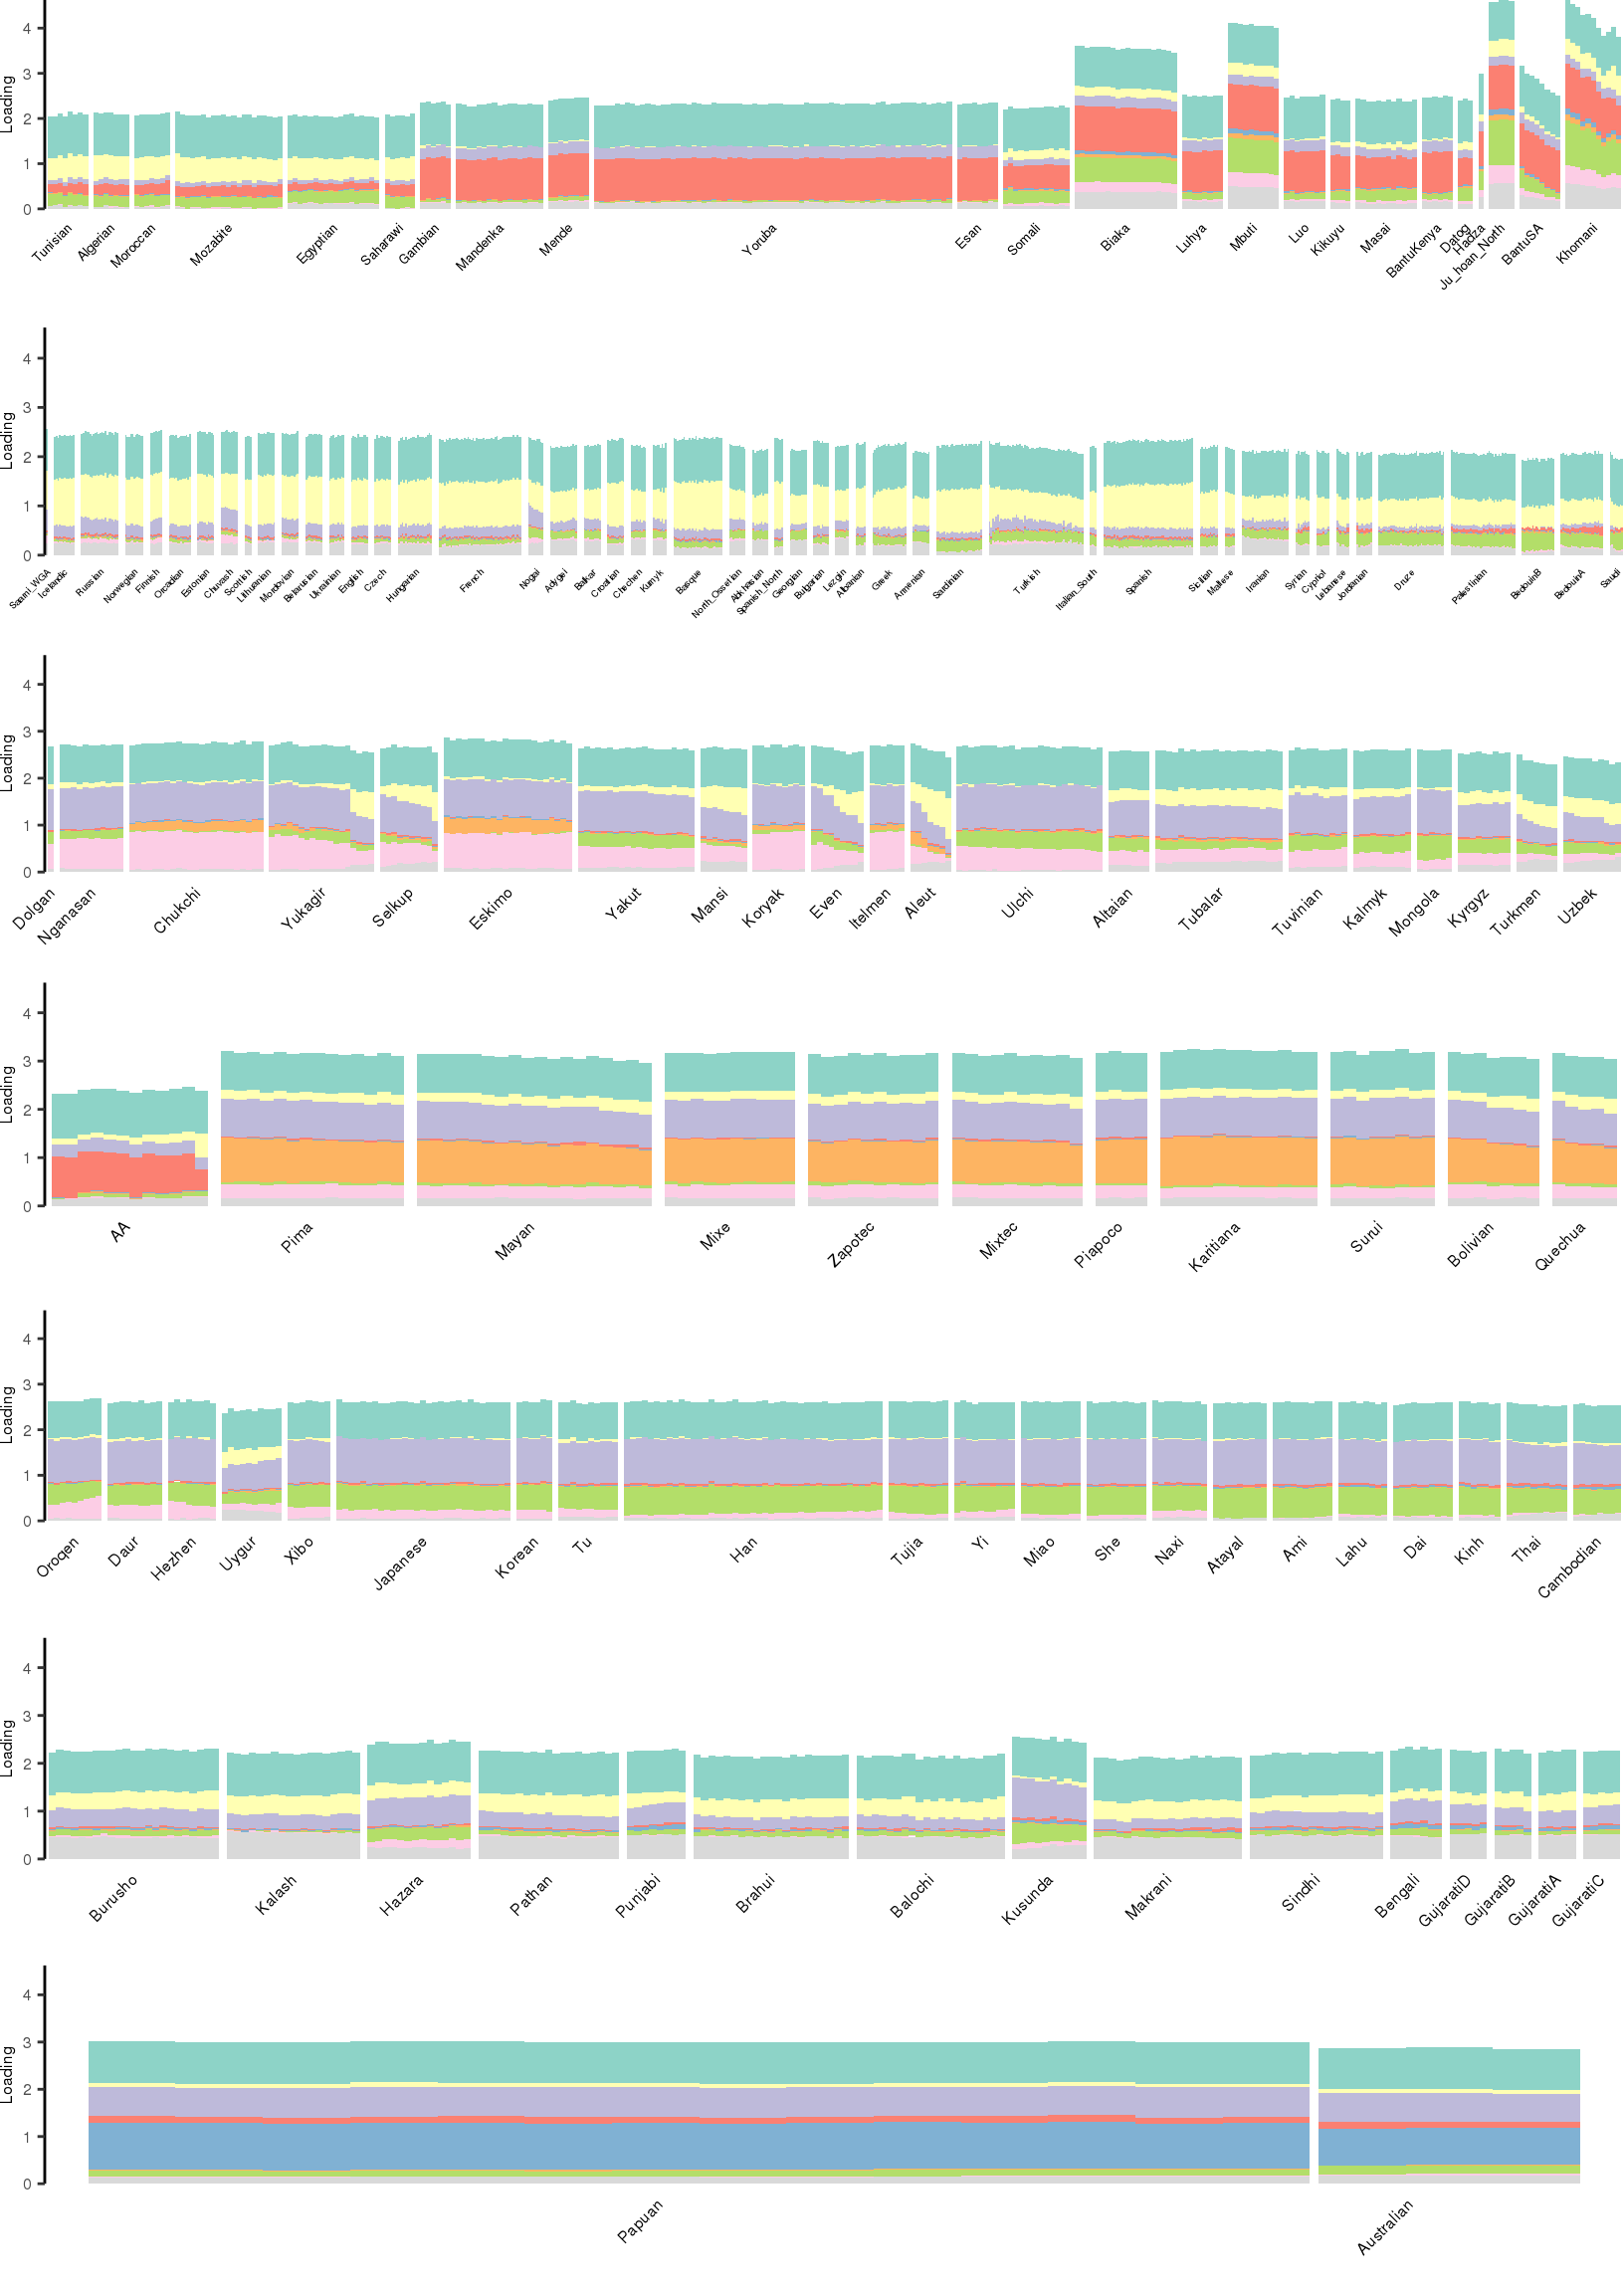 4
3
2
1
0
Loading
Tunisian Algerian Moroccan Mozabite Egyptian Saharawi Gambian Mandenka Mende Yoruba Esan Somali Biaka Luhya Mbuti Luo Kikuyu Masai BantuKenya Datog Hadza Ju_hoan_North BantuSA Khomani
4
3
2
1
0
Loading
Saami_WGA Icelandic Russian Norwegian Finnish Orcadian Estonian Chuvash Scottish Lithuanian Mordovian Belarusian Ukrainian English Czech Hungarian French Nogai Adygei Balkar Croatian Chechen Kumyk Basque North_Ossetian Abkhasian Spanish_North Georgian Bulgarian Lezgin Albanian Greek Armenian Sardinian Turkish Italian_South Spanish Sicilian Maltese Iranian Syrian Cypriot Lebanese Jordanian Druze Palestinian BedouinB BedouinA Saudi
4
3
2
1
0
Loading
Dolgan Nganasan Chukchi Yukagir Selkup Eskimo Yakut Mansi Koryak Even Itelmen Aleut Ulchi Altaian Tubalar Tuvinian Kalmyk Mongola Kyrgyz Turkmen Uzbek
4
3
2
1
0
Loading
AA Pima Mayan Mixe Zapotec Mixtec Piapoco Karitiana Surui Bolivian Quechua
4
3
2
1
0
Loading
Oroqen Daur Hezhen Uygur Xibo Japanese Korean Tu Han Tujia Yi Miao She Naxi Atayal Ami Lahu Dai Kinh Thai Cambodian
4
3
2
1
0
Loading
Burusho Kalash Hazara Pathan Punjabi Brahui Balochi Kusunda Makrani Sindhi Bengali GujaratiD GujaratiB GujaratiA GujaratiC
4
3
2
1
0
Loading
Papuan Australian